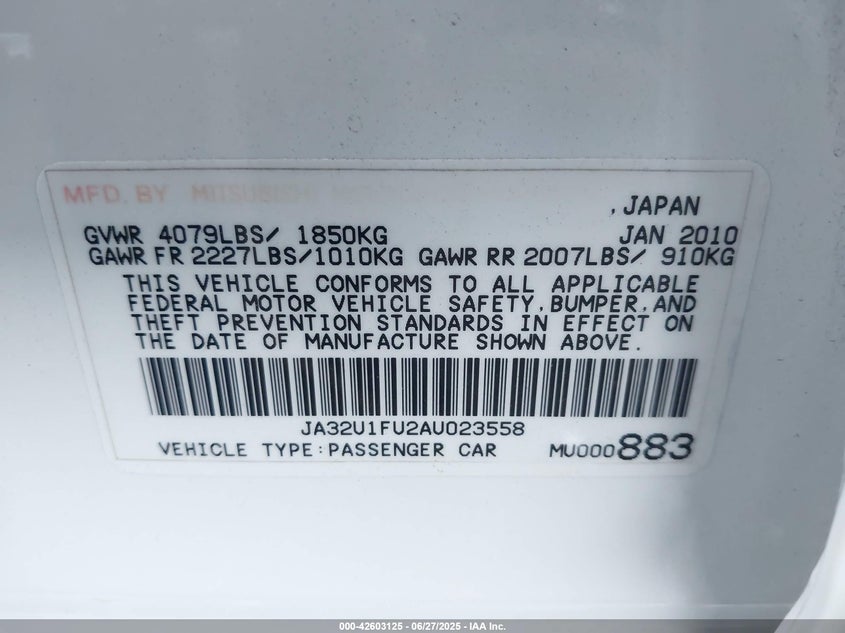 MFD. BY MITSUBISHI
, JAPAN
GVWR 4079LBS/ 1850KG JAN 2010
GAWR FR 2227LBS/1010KG GAWR RR 2007LBS/ 910KG
THIS VEHICLE CONFORMS TO ALL APPLICABLE
FEDERAL MOTOR VEHICLE SAFETY, BUMPER, AND
THEFT PREVENTION STANDARDS IN EFFECT ON
THE DATE OF MANUFACTURE SHOWN ABOVE.
JA32U1FU2AU023558
VEHICLE TYPE:PASSENGER CAR MU000883
000-42603125 - 06/27/2025 - IAA Inc.